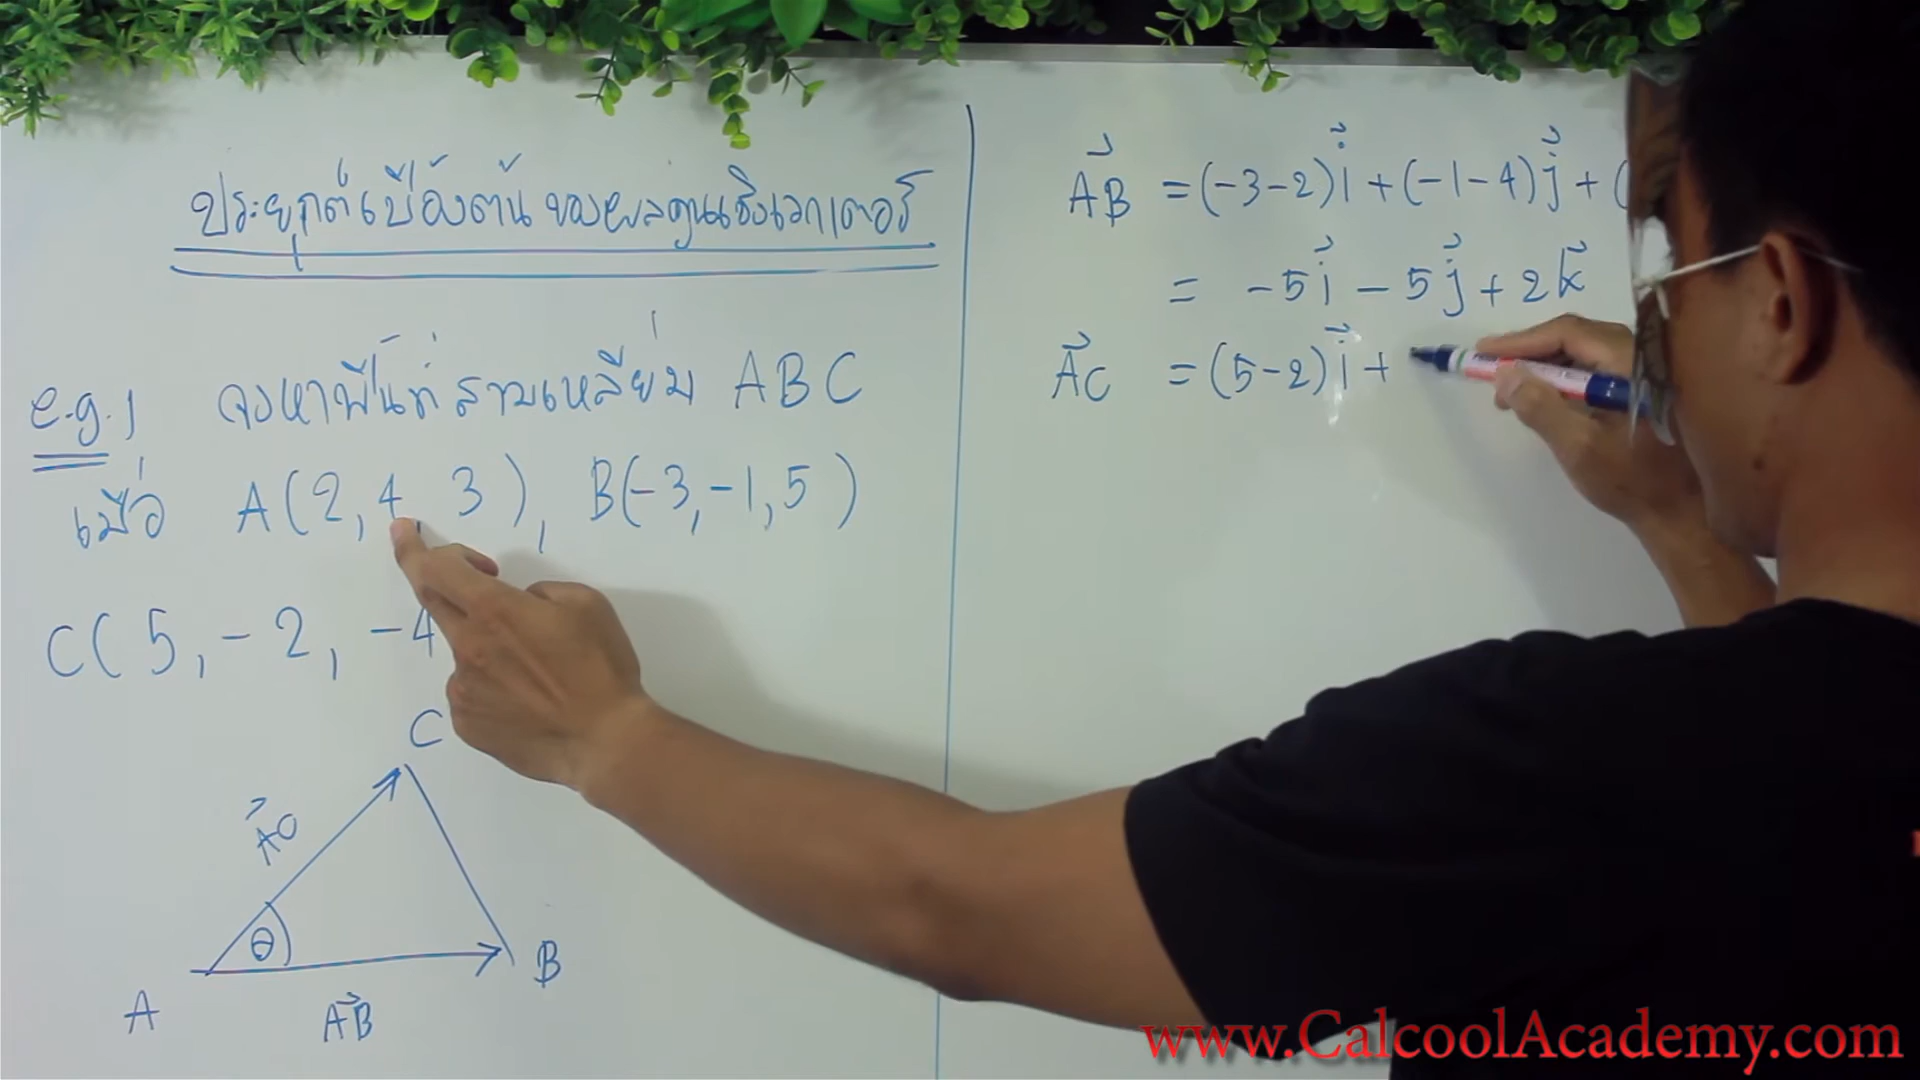 ประยุกต์เบื้องต้นของผลคูณเชิงเวกเตอร์
e.g.1 จงหาพื้นที่สามเหลี่ยม ABC
เมื่อ A(2,4,3), B(-3,-1,5)
C(5,-2,-4
C
AC
θ
A
B
AB
AB = (-3-2)i + (-1-4)j + (
= -5i - 5j + 2k
AC = (5-2)i +
www.CalcoolAcademy.com